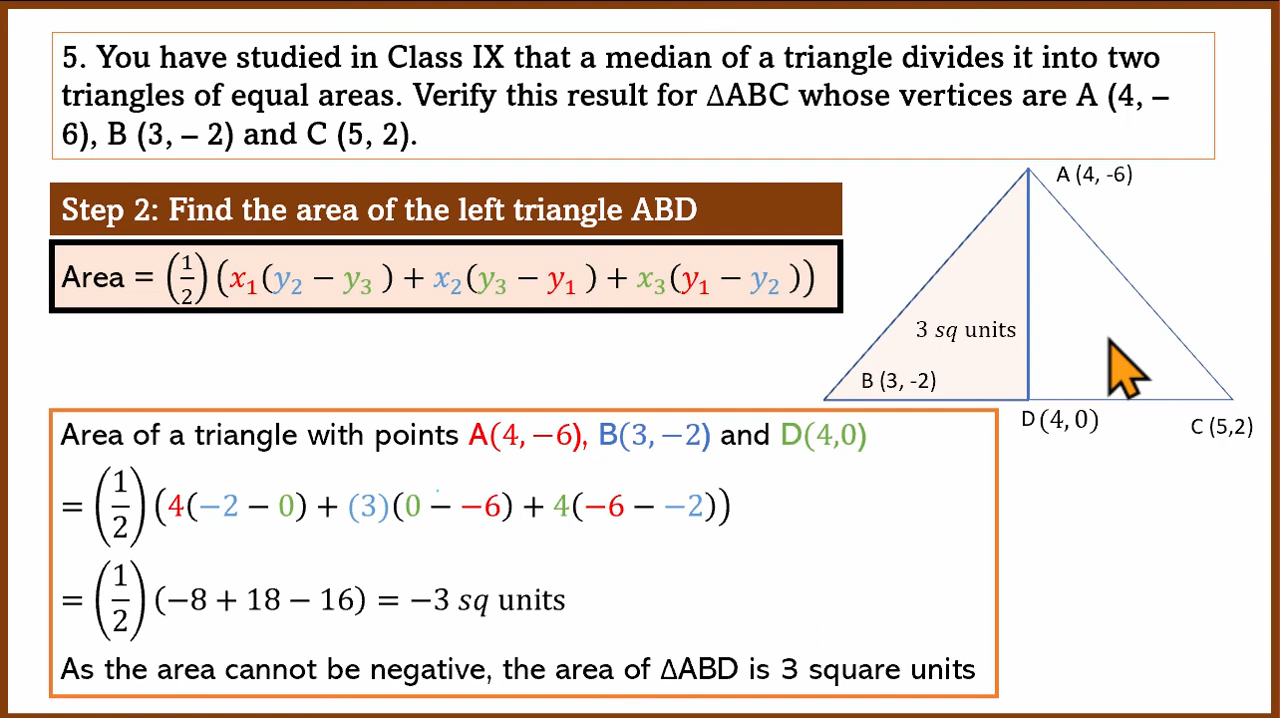 5. You have studied in Class IX that a median of a triangle divides it into two
triangles of equal areas. Verify this result for ∆ABC whose vertices are A (4, –
6), B (3, – 2) and C (5, 2).
A (4, -6)
Step 2: Find the area of the left triangle ABD
Area = (1/2)(x₁(y₂ − y₃ ) + x₂(y₃ − y₁ ) + x₃(y₁ − y₂ ))
3 sq units
B (3, -2)
D (4, 0)
C (5,2)
Area of a triangle with points A(4, −6), B(3, −2) and D(4,0)
= (1/2)(4(−2 − 0) + (3)(0 − −6) + 4(−6 − −2))
= (1/2)(−8 + 18 − 16) = −3 sq units
As the area cannot be negative, the area of ∆ABD is 3 square units